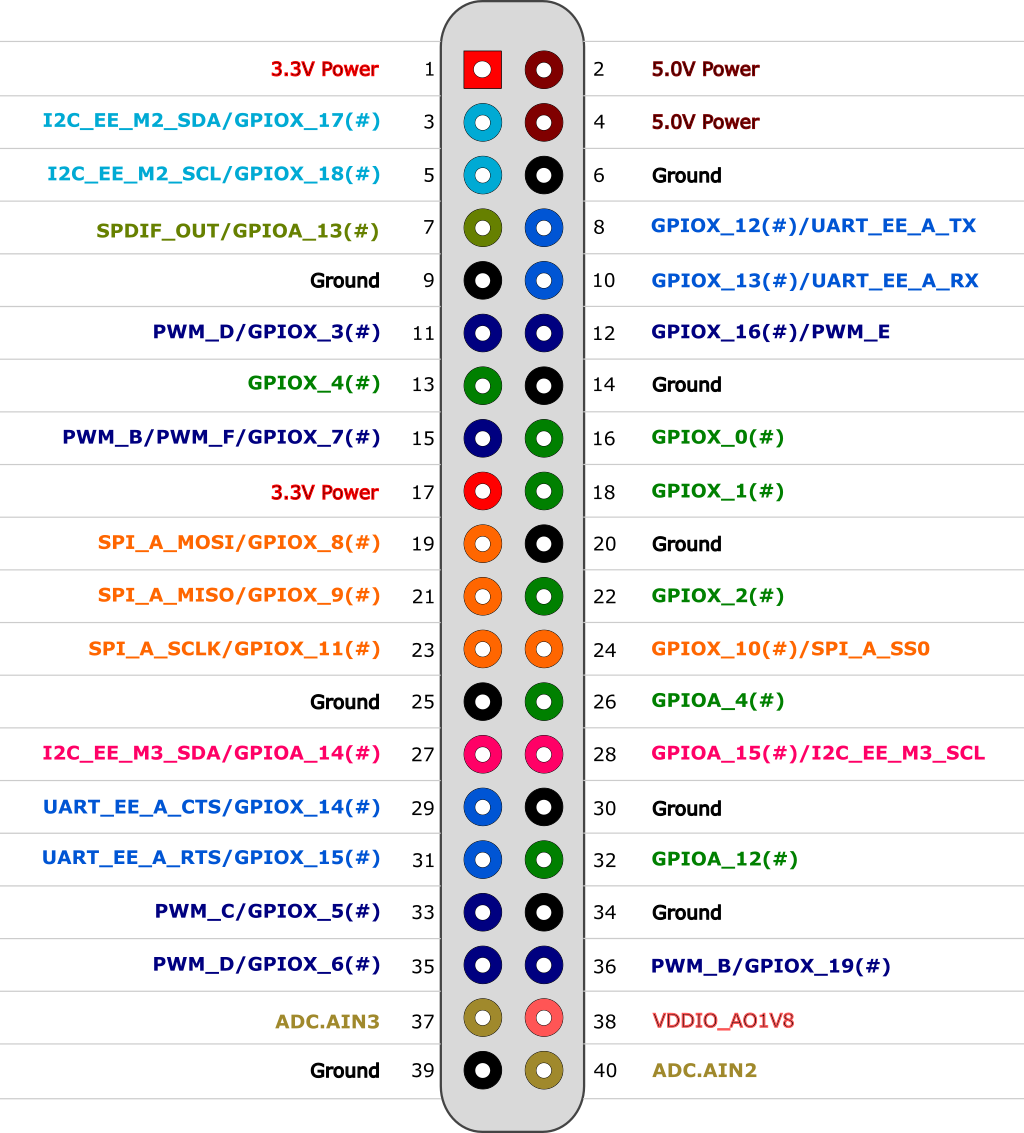 3.3V Power 1 2 5.0V Power
I2C_EE_M2_SDA/GPIOX_17(#) 3 4 5.0V Power
I2C_EE_M2_SCL/GPIOX_18(#) 5 6 Ground
SPDIF_OUT/GPIOA_13(#) 7 8 GPIOX_12(#)/UART_EE_A_TX
Ground 9 10 GPIOX_13(#)/UART_EE_A_RX
PWM_D/GPIOX_3(#) 11 12 GPIOX_16(#)/PWM_E
GPIOX_4(#) 13 14 Ground
PWM_B/PWM_F/GPIOX_7(#) 15 16 GPIOX_0(#)
3.3V Power 17 18 GPIOX_1(#)
SPI_A_MOSI/GPIOX_8(#) 19 20 Ground
SPI_A_MISO/GPIOX_9(#) 21 22 GPIOX_2(#)
SPI_A_SCLK/GPIOX_11(#) 23 24 GPIOX_10(#)/SPI_A_SS0
Ground 25 26 GPIOA_4(#)
I2C_EE_M3_SDA/GPIOA_14(#) 27 28 GPIOA_15(#)/I2C_EE_M3_SCL
UART_EE_A_CTS/GPIOX_14(#) 29 30 Ground
UART_EE_A_RTS/GPIOX_15(#) 31 32 GPIOA_12(#)
PWM_C/GPIOX_5(#) 33 34 Ground
PWM_D/GPIOX_6(#) 35 36 PWM_B/GPIOX_19(#)
ADC.AIN3 37 38 VDDIO_AO1V8
Ground 39 40 ADC.AIN2